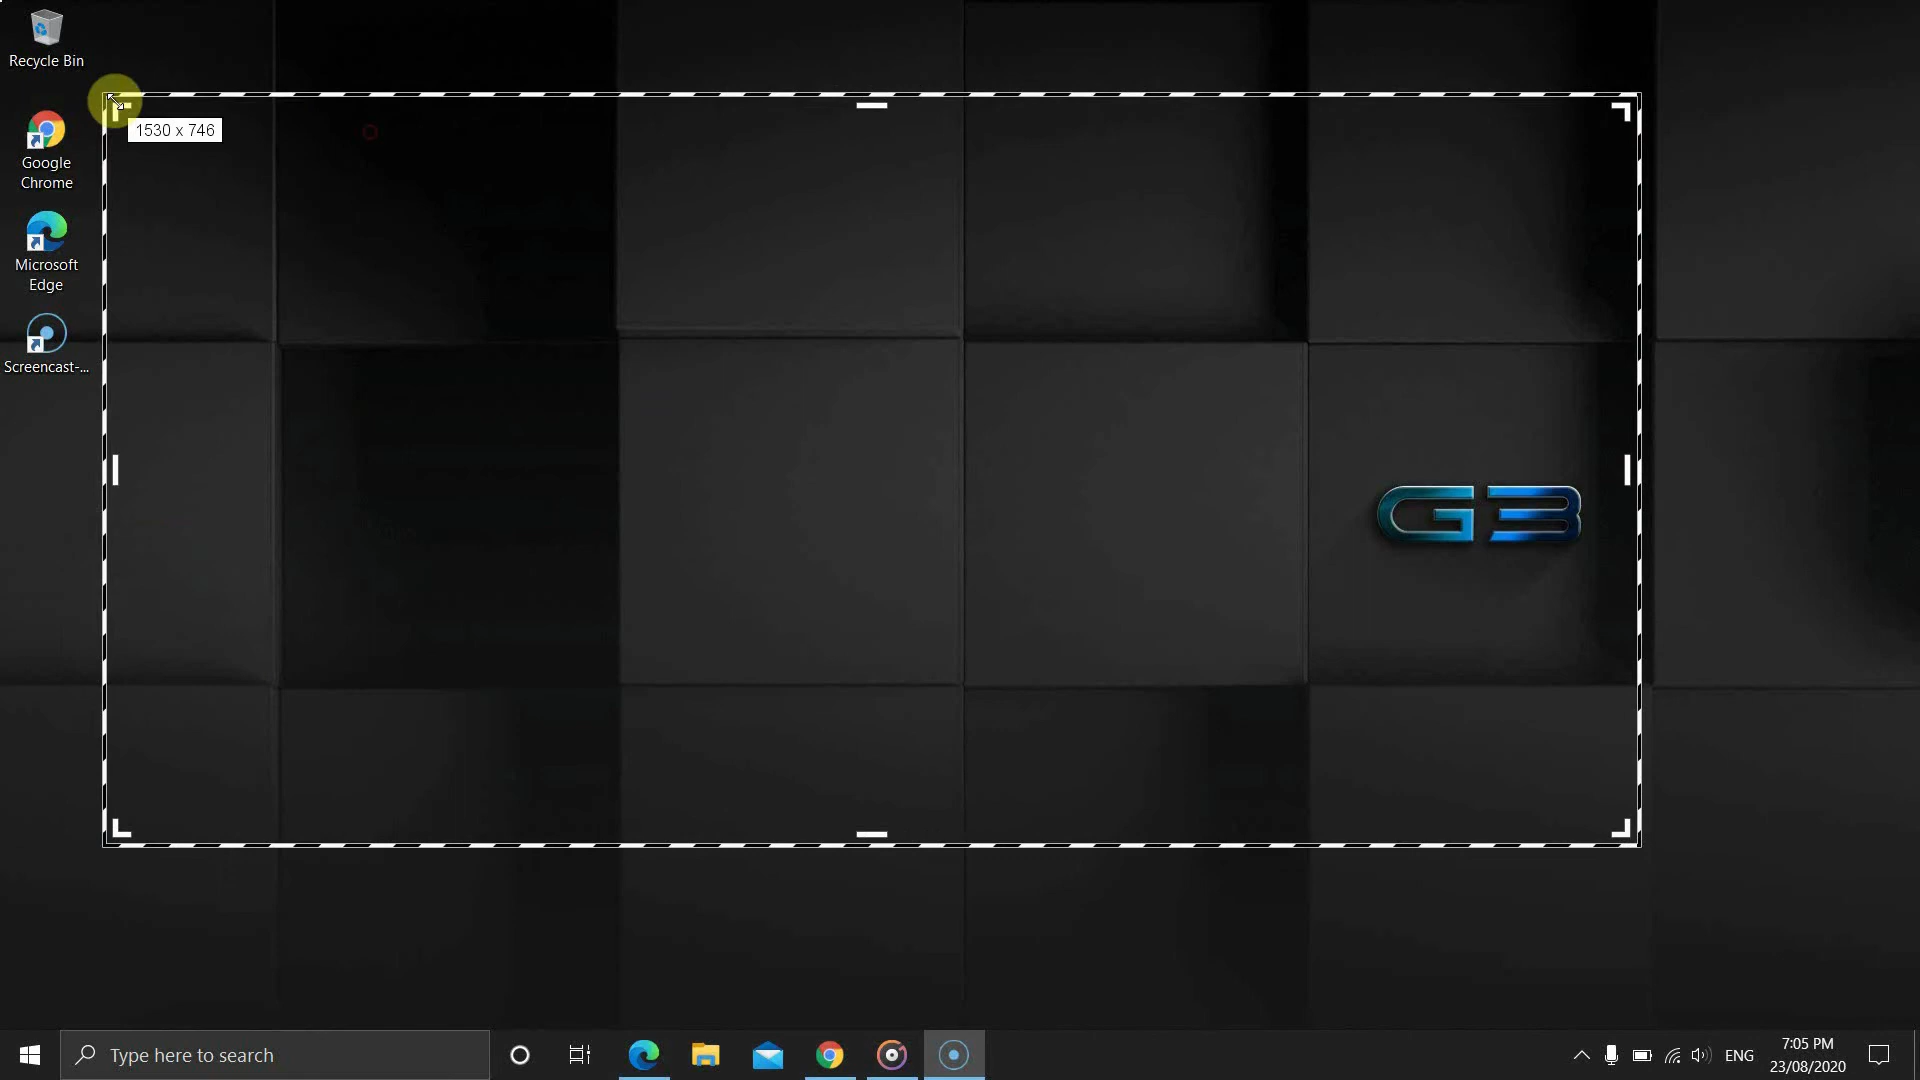 Recycle Bin
1530 x 746
Google
Chrome
Microsoft
Edge
Screencast-...
G3
Type here to search
ENG
7:05 PM
23/08/2020